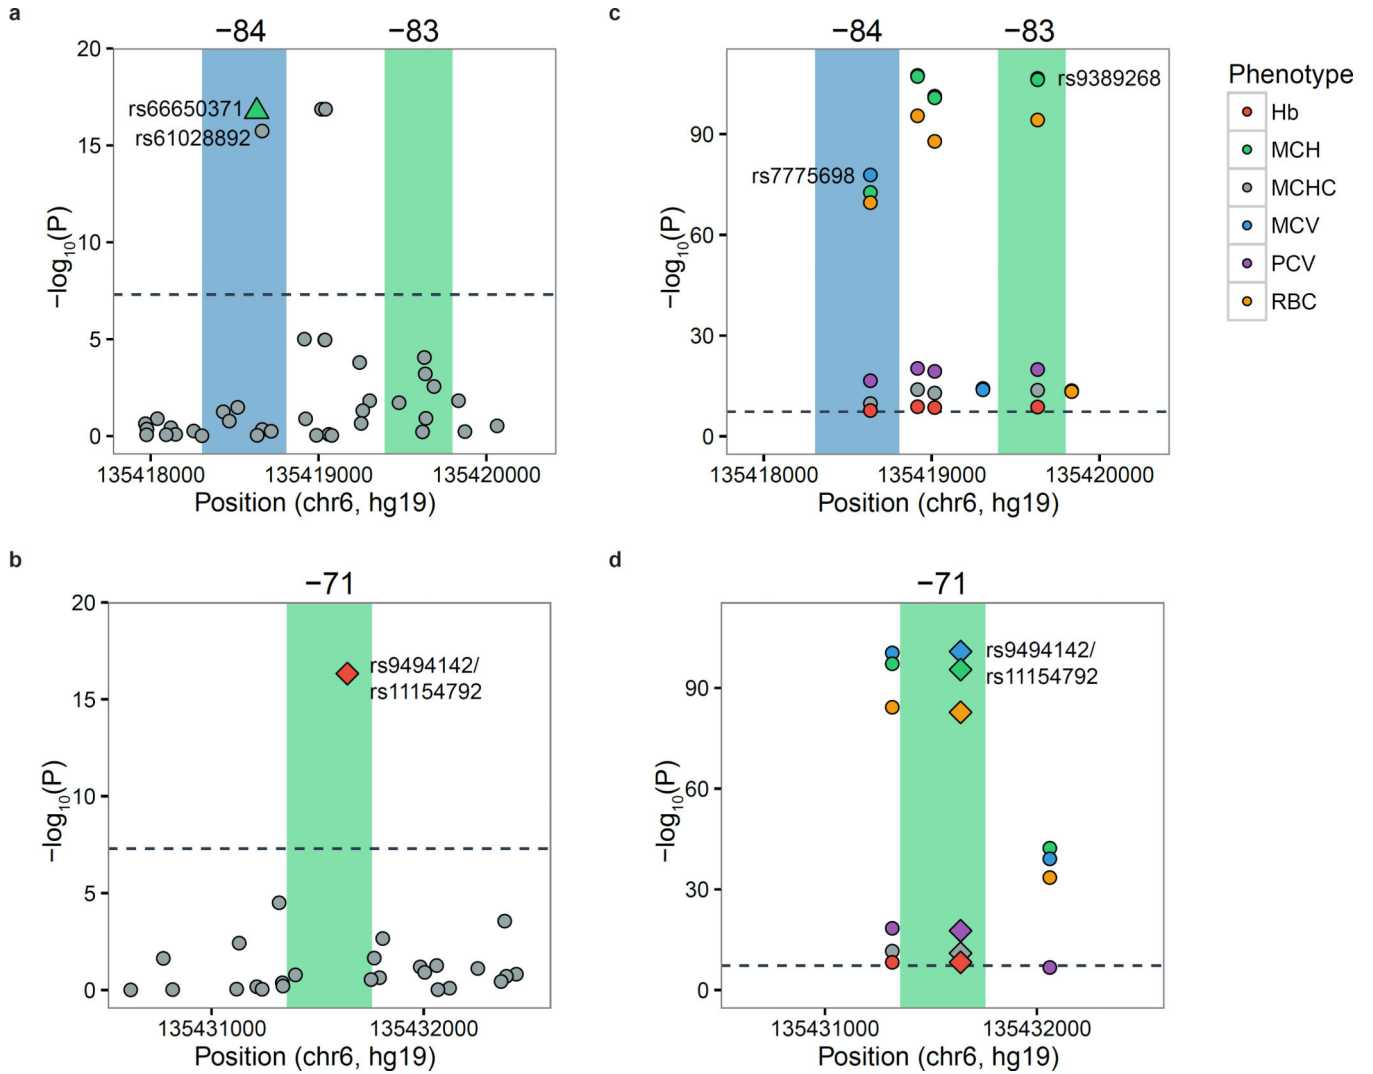 a
−84
−83
20
15
10
5
0
−log10(P)
rs66650371
rs61028892
135418000
135419000
135420000
Position (chr6, hg19)
c
−84
−83
90
60
30
0
−log10(P)
rs9389268
rs7775698
135418000
135419000
135420000
Position (chr6, hg19)
Phenotype
Hb
MCH
MCHC
MCV
PCV
RBC
b
−71
20
15
10
5
0
−log10(P)
rs9494142/
rs11154792
135431000
135432000
Position (chr6, hg19)
d
−71
90
60
30
0
−log10(P)
rs9494142/
rs11154792
135431000
135432000
Position (chr6, hg19)